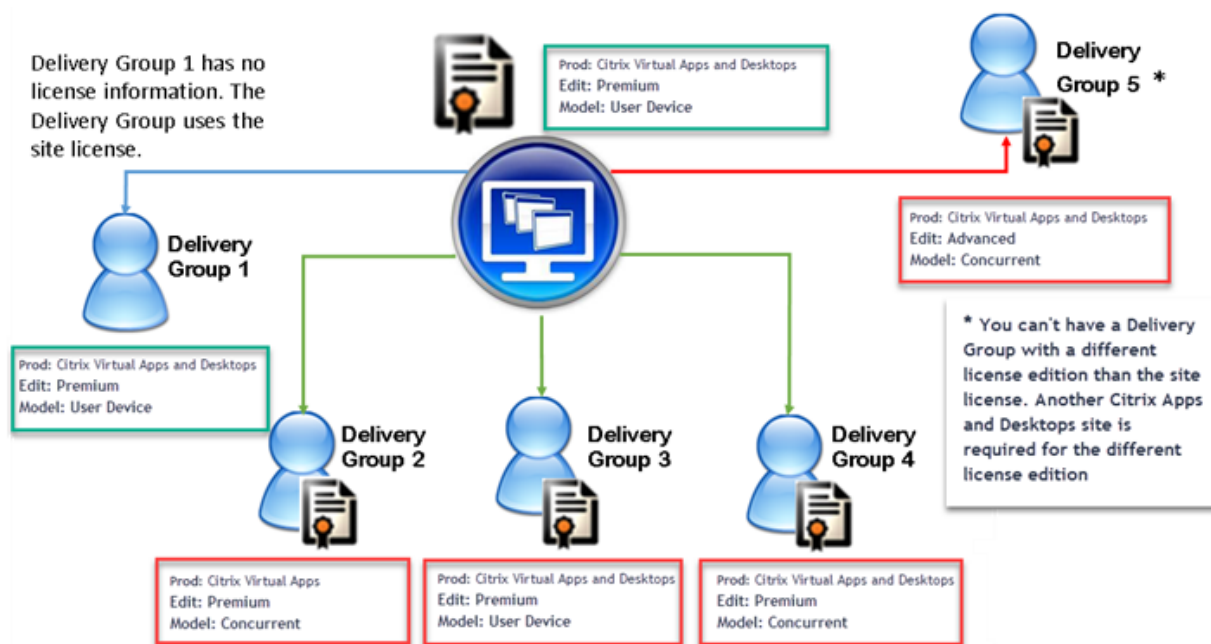 Delivery Group 1 has no
license information. The
Delivery Group uses the
site license.
Prod: Citrix Virtual Apps and Desktops
Edit: Premium
Model: User Device
Delivery
Group 5 *
Prod: Citrix Virtual Apps and Desktops
Edit: Advanced
Model: Concurrent
* You can't have a Delivery
Group with a different
license edition than the site
license. Another Citrix Apps
and Desktops site is
required for the different
license edition
Delivery
Group 1
Prod: Citrix Virtual Apps and Desktops
Edit: Premium
Model: User Device
Delivery
Group 2
Prod: Citrix Virtual Apps
Edit: Premium
Model: Concurrent
Delivery
Group 3
Prod: Citrix Virtual Apps and Desktops
Edit: Premium
Model: User Device
Delivery
Group 4
Prod: Citrix Virtual Apps and Desktops
Edit: Premium
Model: Concurrent